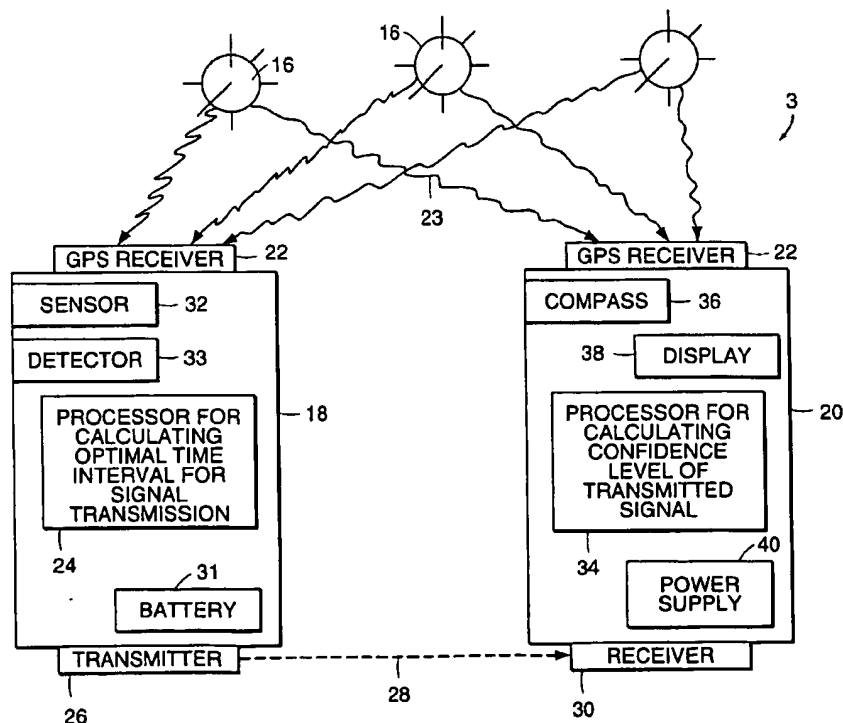 16
16
3
23
GPS RECEIVER
22
GPS RECEIVER
22
SENSOR
32
COMPASS
36
DETECTOR
33
38
DISPLAY
18
20
PROCESSOR FOR
CALCULATING
OPTIMAL TIME
INTERVAL FOR
SIGNAL
TRANSMISSION
PROCESSOR FOR
CALCULATING
CONFIDENCE
LEVEL OF
TRANSMITTED
SIGNAL
24
34
31
BATTERY
40
POWER
SUPPLY
TRANSMITTER
RECEIVER
26
28
30